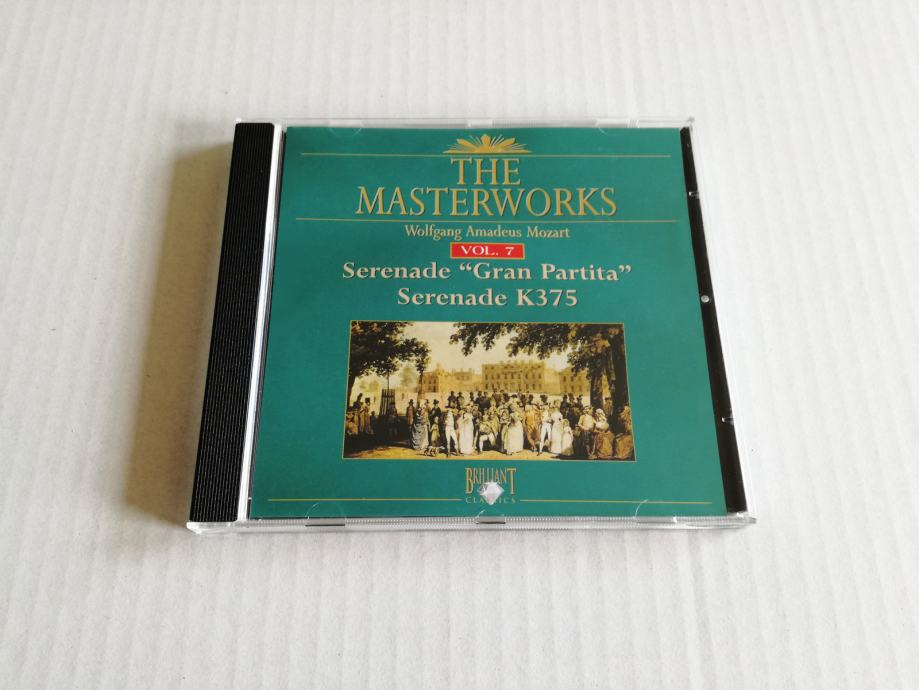 THE
MASTERWORKS
Wolfgang Amadeus Mozart
VOL. 7
Serenade “Gran Partita”
Serenade K375
BRILLIANT
CLASSICS